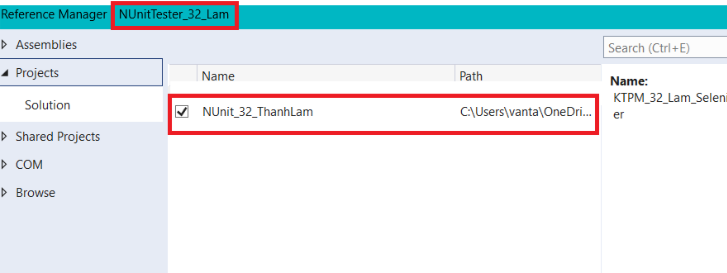 Reference Manager NUnitTester_32_Lam
Assemblies
Projects
Solution
Shared Projects
COM
Browse
Name Path
NUnit_32_ThanhLam C:\Users\vanta\OneDri...
Search (Ctrl+E)
Name:
KTPM_32_Lam_Seleni
er